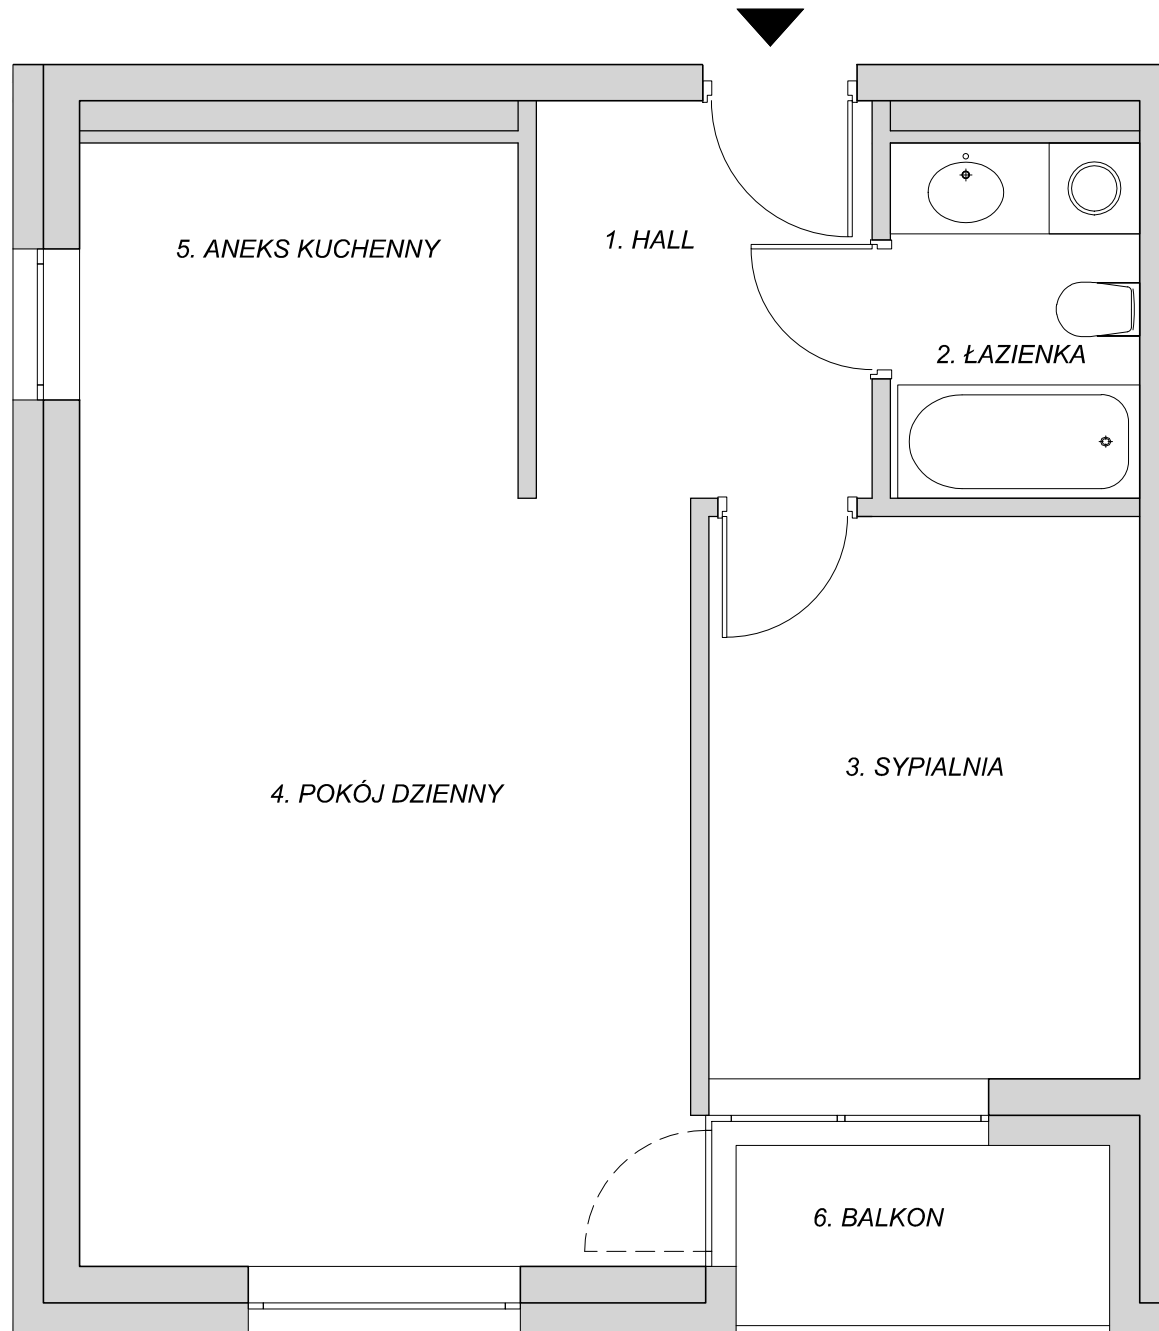 5. ANEKS KUCHENNY
1. HALL
2. ŁAZIENKA
3. SYPIALNIA
4. POKÓJ DZIENNY
6. BALKON